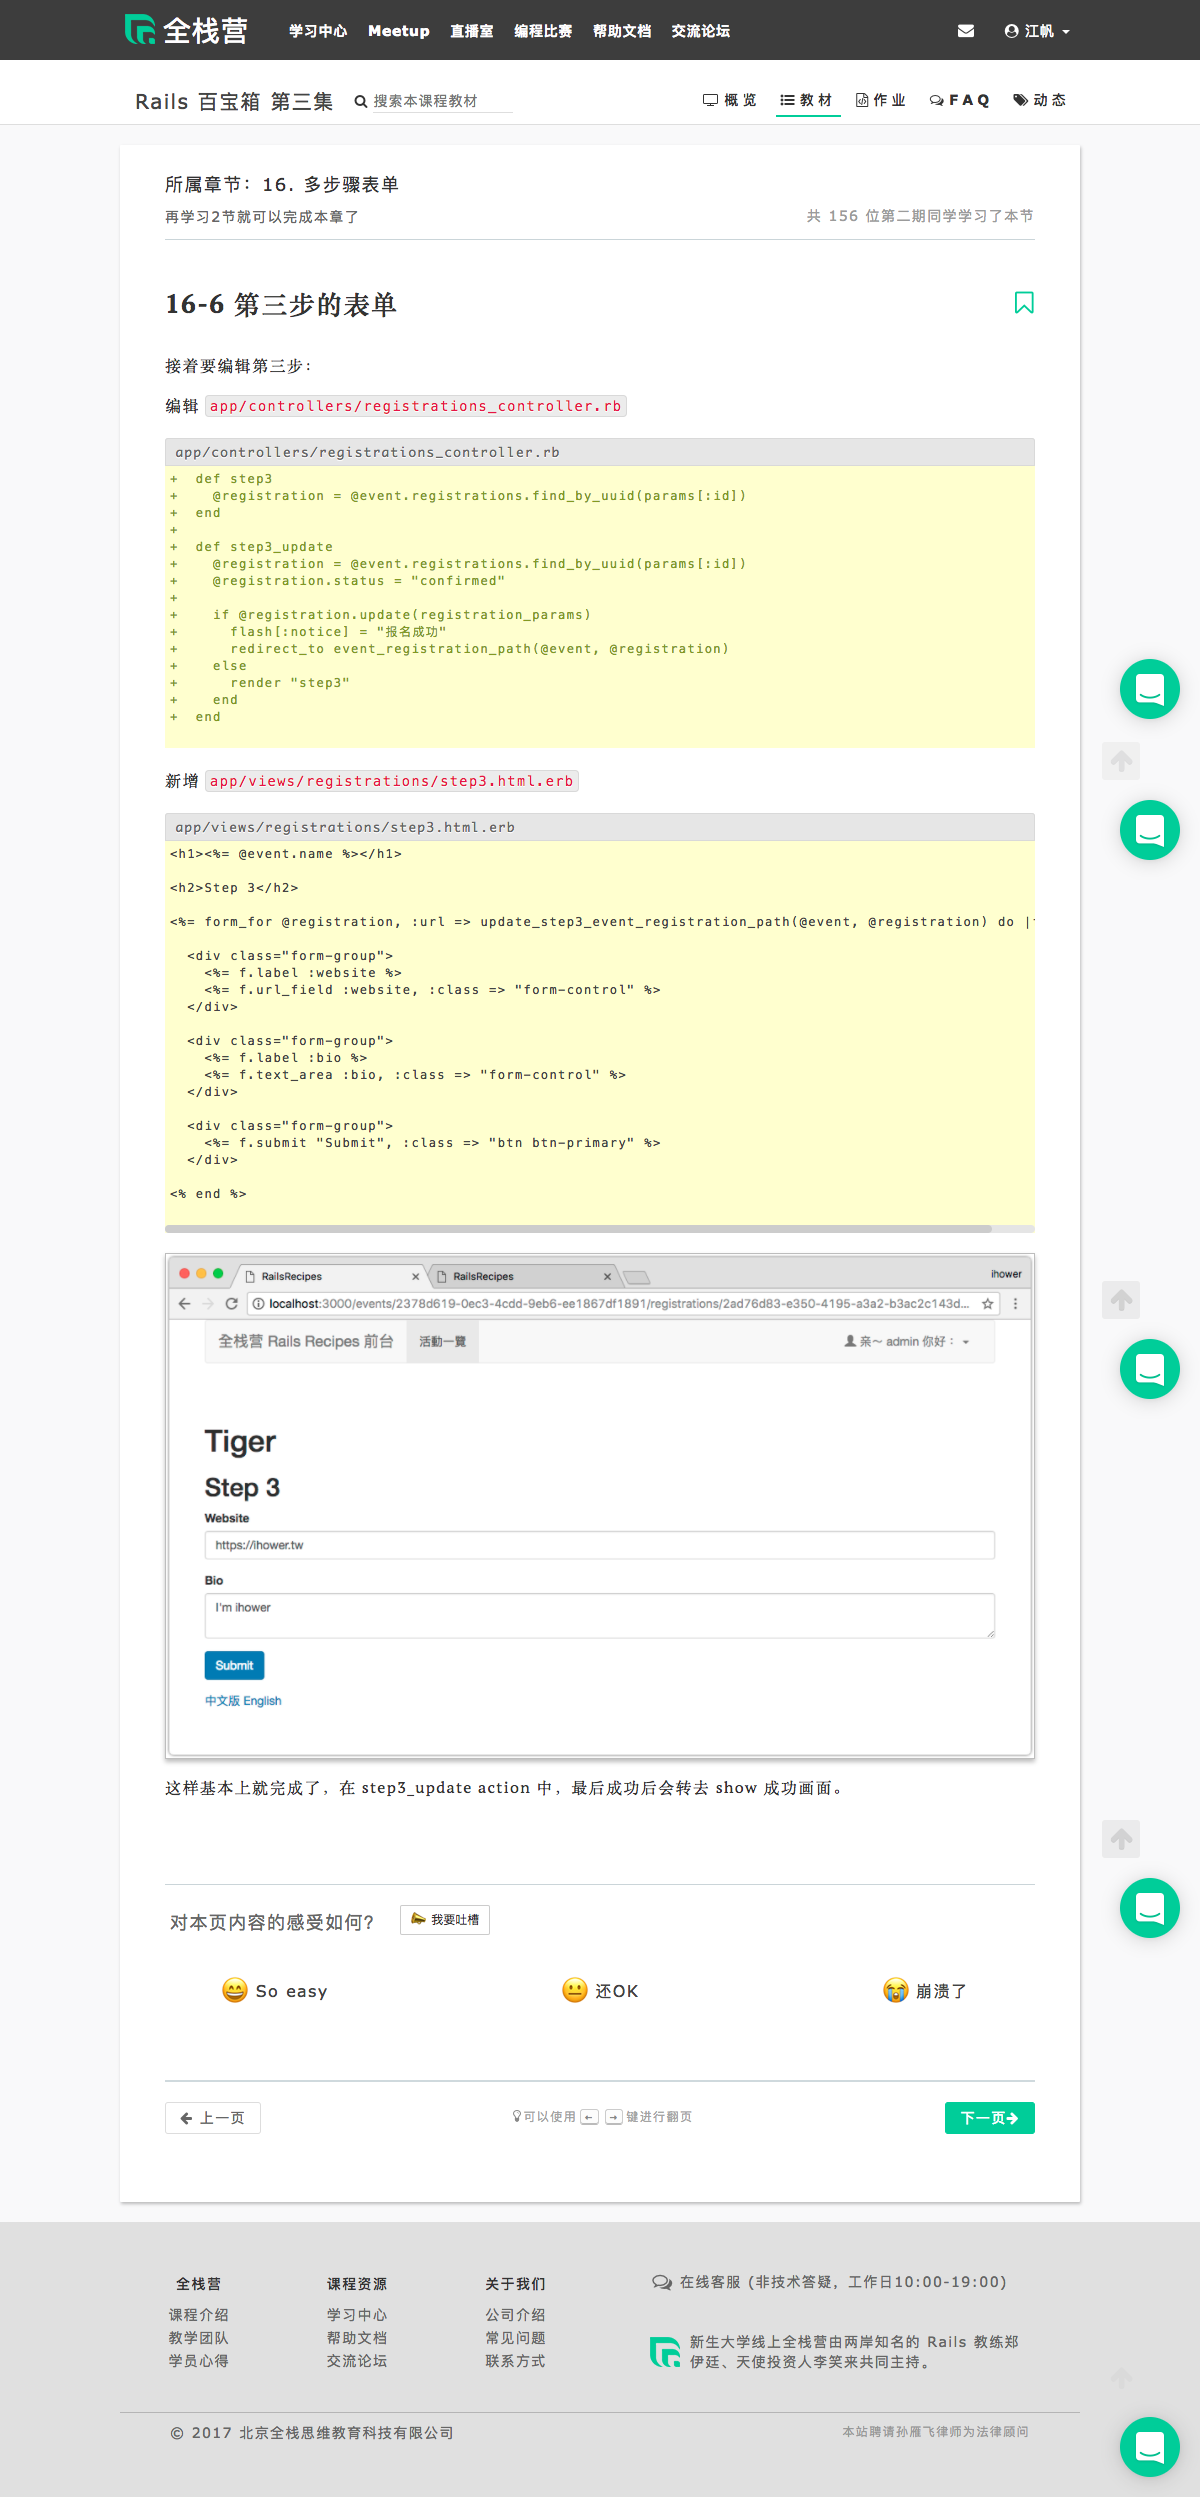 全栈营 学习中心 Meetup 直播室 编程比赛 帮助文档 交流论坛 江帆
Rails 百宝箱 第三集 搜索本课程教材 概览 教材 作业 FAQ 动态
所属章节：16. 多步骤表单
再学习2节就可以完成本章了 共 156 位第二期同学学习了本节
16-6 第三步的表单
接着要编辑第三步：
编辑 app/controllers/registrations_controller.rb
app/controllers/registrations_controller.rb
+  def step3
+    @registration = @event.registrations.find_by_uuid(params[:id])
+  end
+
+  def step3_update
+    @registration = @event.registrations.find_by_uuid(params[:id])
+    @registration.status = "confirmed"
+
+    if @registration.update(registration_params)
+      flash[:notice] = "报名成功"
+      redirect_to event_registration_path(@event, @registration)
+    else
+      render "step3"
+    end
+  end
新增 app/views/registrations/step3.html.erb
app/views/registrations/step3.html.erb
<h1><%= @event.name %></h1>
<h2>Step 3</h2>
<%= form_for @registration, :url => update_step3_event_registration_path(@event, @registration) do |
  <div class="form-group">
    <%= f.label :website %>
    <%= f.url_field :website, :class => "form-control" %>
  </div>
  <div class="form-group">
    <%= f.label :bio %>
    <%= f.text_area :bio, :class => "form-control" %>
  </div>
  <div class="form-group">
    <%= f.submit "Submit", :class => "btn btn-primary" %>
  </div>
<% end %>
RailsRecipes RailsRecipes ihower
localhost:3000/events/2378d619-0ec3-4cdd-9eb6-ee1867df1891/registrations/2ad76d83-e350-4195-a3a2-b3ac2c143d...
全栈营 Rails Recipes 前台 活動一覽 亲～ admin 你好：
Tiger
Step 3
Website
https://ihower.tw
Bio
I'm ihower
Submit
中文版 English
这样基本上就完成了，在 step3_update action 中，最后成功后会转去 show 成功画面。
对本页内容的感受如何? 我要吐槽
So easy 还OK 崩溃了
上一页 可以使用 ← → 键进行翻页 下一页
全栈营 课程资源 关于我们 在线客服 (非技术答疑，工作日10:00-19:00)
课程介绍 学习中心 公司介绍
教学团队 帮助文档 常见问题
学员心得 交流论坛 联系方式
新生大学线上全栈营由两岸知名的 Rails 教练郑
伊廷、天使投资人李笑来共同主持。
© 2017 北京全栈思维教育科技有限公司 本站聘请孙雁飞律师为法律顾问